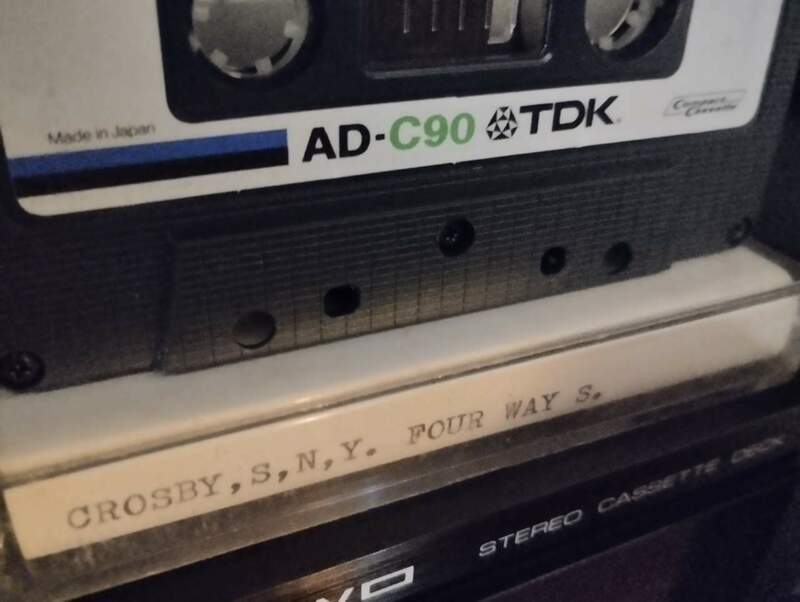 Made in Japan
AD-C90 TDK
Compact Cassette
CROSBY,S,N,Y. FOUR WAY S.
STEREO CASSETTE DECK